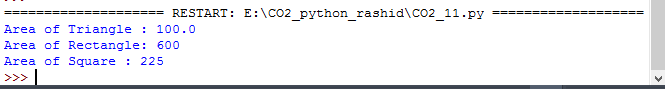 ==================== RESTART: E:\CO2_python_rashid\CO2_11.py ===================
Area of Triangle : 100.0
Area of Rectangle: 600
Area of Square : 225
>>>